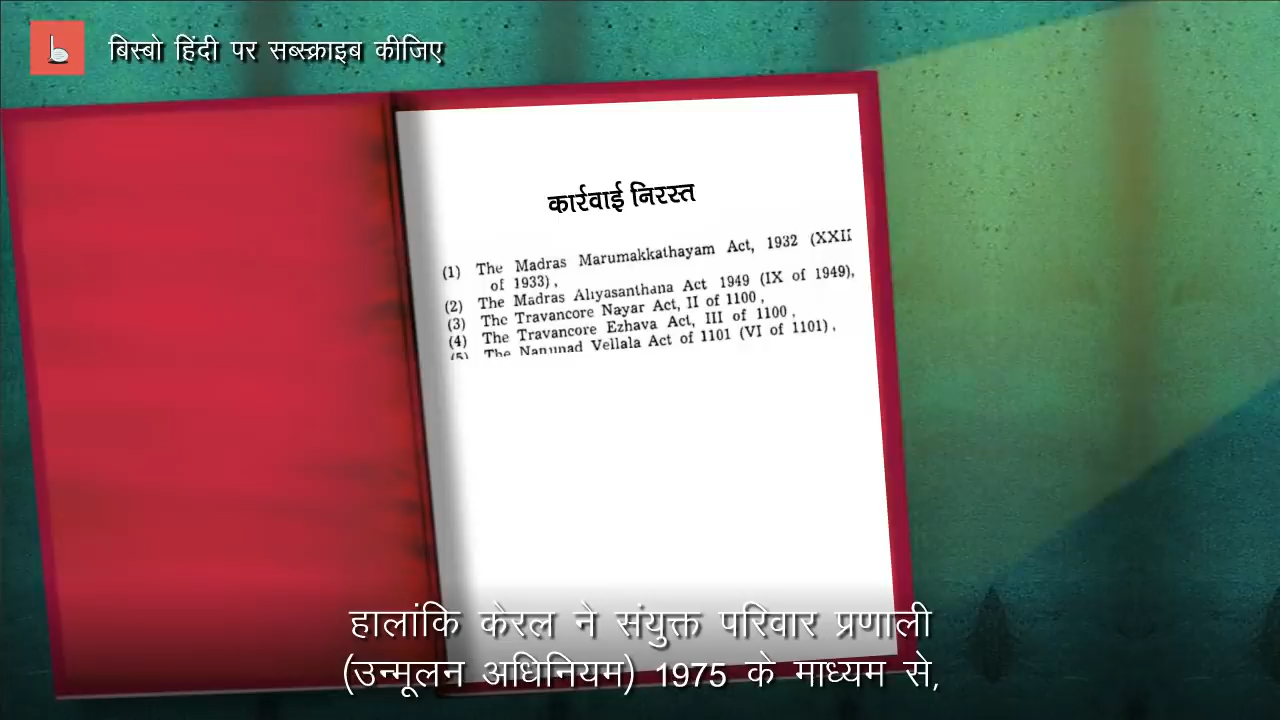 बिस्बो हिंदी पर सब्स्क्राइब कीजिए
कार्रवाई निरस्त
(1) The Madras Marumakkathayam Act, 1932 (XXII
of 1933),
(2) The Madras Aliyasanthana Act 1949 (IX of 1949),
(3) The Travancore Nayar Act, II of 1100,
(4) The Travancore Ezhava Act, III of 1100,
(5) The Nanjinad Vellala Act of 1101 (VI of 1101),
हालांकि केरल ने संयुक्त परिवार प्रणाली
(उन्मूलन अधिनियम) 1975 के माध्यम से,